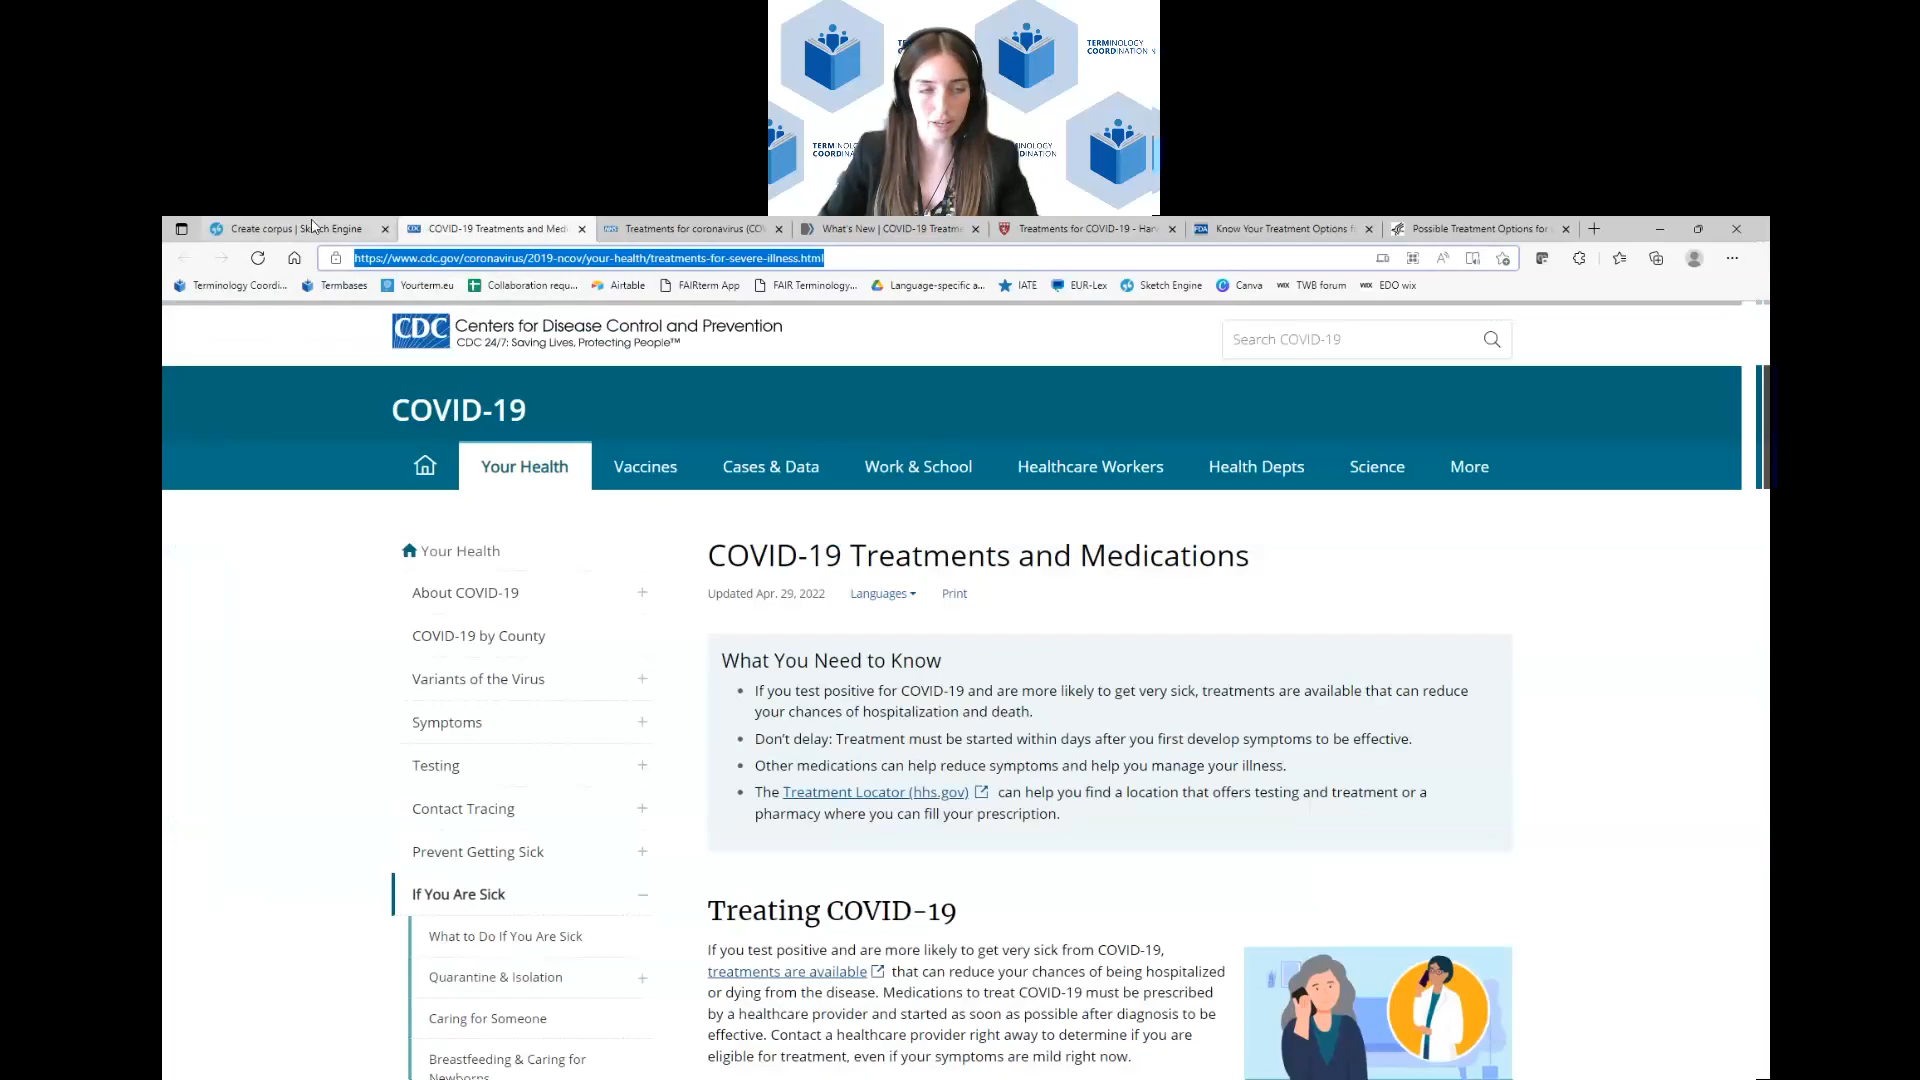 TERMINOLOGY
COORDINATION
TERMINOLOGY
COORDINA
INOLOGY
DINATION
Create corpus | Sketch Engine
COVID-19 Treatments and Med
Treatments for coronavirus (CO
What's New | COVID-19 Treatm
Treatments for COVID-19 - Har
Know Your Treatment Options f
Possible Treatment Options for
https://www.cdc.gov/coronavirus/2019-ncov/your-health/treatments-for-severe-illness.html
Terminology Coordi...
Termbases
Yourterm.eu
Collaboration requ...
Airtable
FAIRterm App
FAIR Terminology...
Language-specific a...
IATE
EUR-Lex
Sketch Engine
Canva
WIX TWB forum
WIX EDO wix
CDC Centers for Disease Control and Prevention
CDC 24/7: Saving Lives, Protecting People™
Search COVID-19
COVID-19
Your Health
Vaccines
Cases & Data
Work & School
Healthcare Workers
Health Depts
Science
More
Your Health
About COVID-19
COVID-19 by County
Variants of the Virus
Symptoms
Testing
Contact Tracing
Prevent Getting Sick
If You Are Sick
What to Do If You Are Sick
Quarantine & Isolation
Caring for Someone
Breastfeeding & Caring for
Newborns
COVID-19 Treatments and Medications
Updated Apr. 29, 2022 Languages Print
What You Need to Know
• If you test positive for COVID-19 and are more likely to get very sick, treatments are available that can reduce
your chances of hospitalization and death.
• Don't delay: Treatment must be started within days after you first develop symptoms to be effective.
• Other medications can help reduce symptoms and help you manage your illness.
• The Treatment Locator (hhs.gov) can help you find a location that offers testing and treatment or a
pharmacy where you can fill your prescription.
Treating COVID-19
If you test positive and are more likely to get very sick from COVID-19,
treatments are available that can reduce your chances of being hospitalized
or dying from the disease. Medications to treat COVID-19 must be prescribed
by a healthcare provider and started as soon as possible after diagnosis to be
effective. Contact a healthcare provider right away to determine if you are
eligible for treatment, even if your symptoms are mild right now.